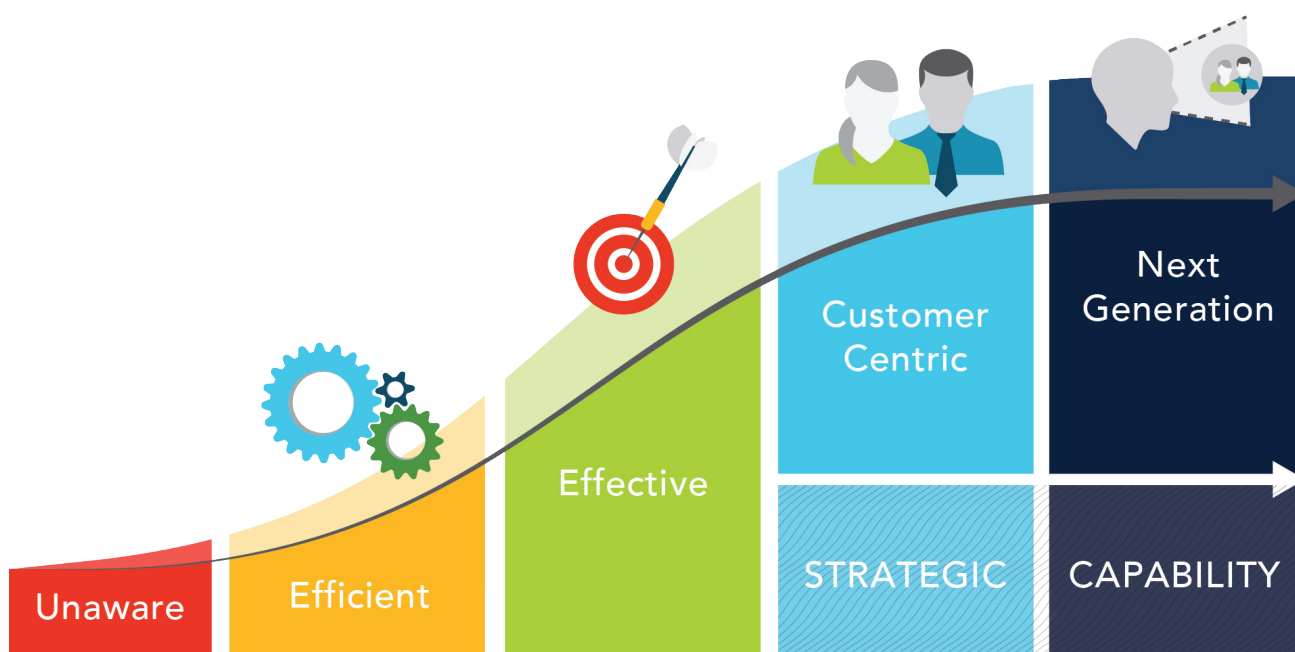 Unaware
Efficient
Effective
Customer
Centric
Next
Generation
STRATEGIC
CAPABILITY